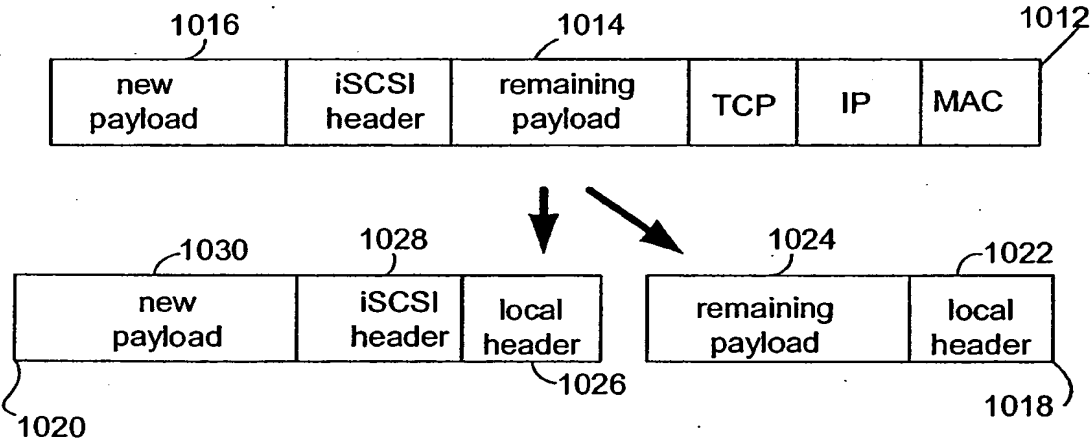 1016
1014
1012
new
payload
iSCSI
header
remaining
payload
TCP
IP
MAC
1030
1028
1024
1022
new
payload
iSCSI
header
local
header
remaining
payload
local
header
1026
1020
1018